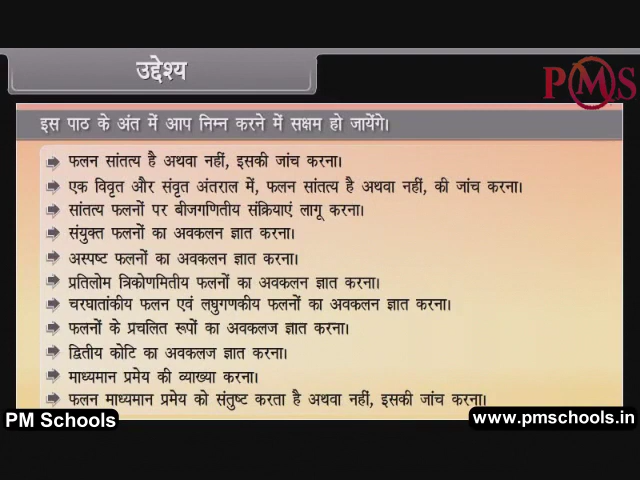 उद्देश्य
PMS
इस पाठ के अंत में आप निम्न करने में सक्षम हो जायेंगे।
फलन सांतत्य है अथवा नहीं, इसकी जांच करना।
एक विवृत और संवृत अंतराल में, फलन सांतत्य है अथवा नहीं, की जांच करना।
सांतत्य फलनों पर बीजगणितीय संक्रियाएं लागू करना।
संयुक्त फलनों का अवकलन ज्ञात करना।
अस्पष्ट फलनों का अवकलन ज्ञात करना।
प्रतिलोम त्रिकोणमितीय फलनों का अवकलन ज्ञात करना।
चरघातांकीय फलन एवं लघुगणकीय फलनों का अवकलन ज्ञात करना।
फलनों के प्रचलित रूपों का अवकलज ज्ञात करना।
द्वितीय कोटि का अवकलज ज्ञात करना।
माध्यमान प्रमेय की व्याख्या करना।
फलन माध्यमान प्रमेय को संतुष्ट करता है अथवा नहीं, इसकी जांच करना।
PM Schools
www.pmschools.in